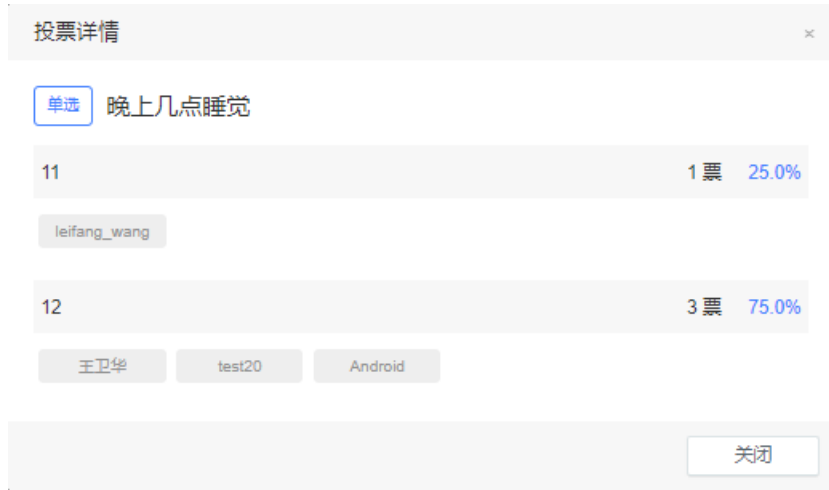 投票详情
×
单选 晚上几点睡觉
11 1 票 25.0%
leifang_wang
12 3 票 75.0%
王卫华 test20 Android
关闭